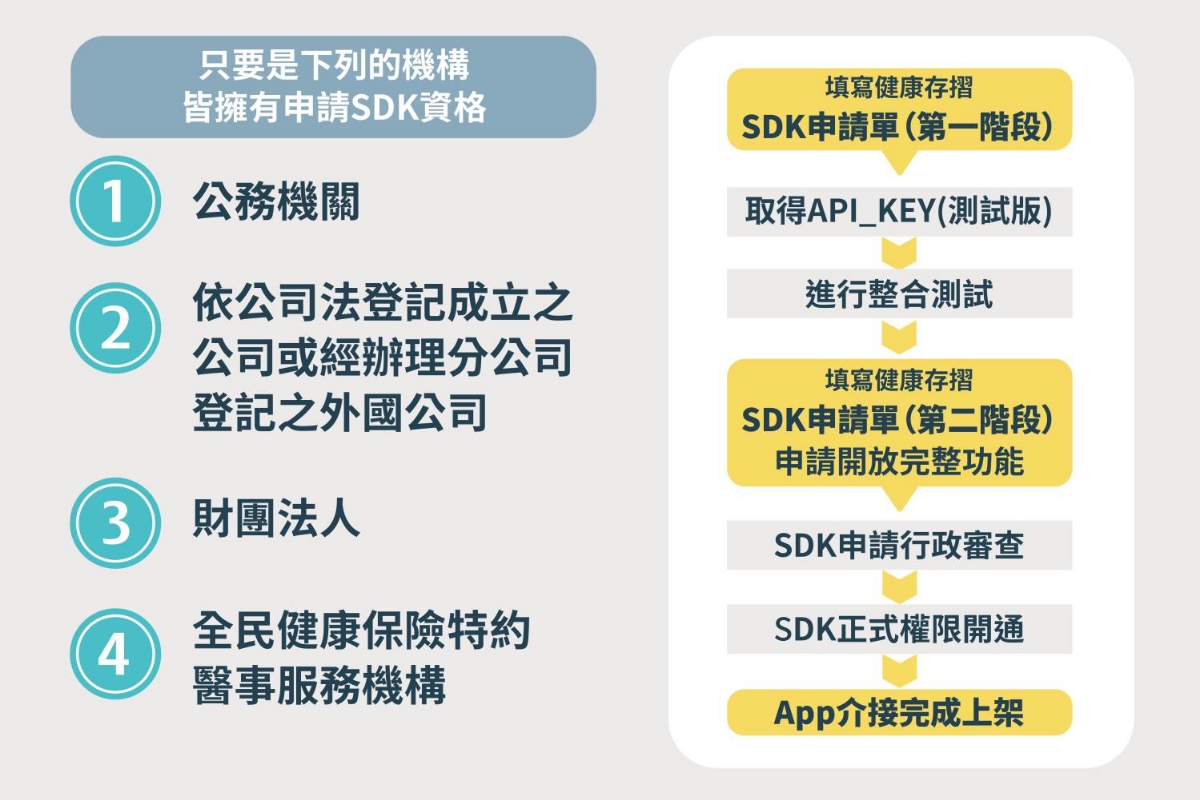 只要是下列的機構
皆擁有申請SDK資格
1
公務機關
2
依公司法登記成立之
公司或經辦理分公司
登記之外國公司
3
財團法人
4
全民健康保險特約
醫事服務機構
填寫健康存摺
SDK申請單(第一階段)
取得API_KEY(測試版)
進行整合測試
填寫健康存摺
SDK申請單(第二階段)
申請開放完整功能
SDK申請行政審查
SDK正式權限開通
App介接完成上架